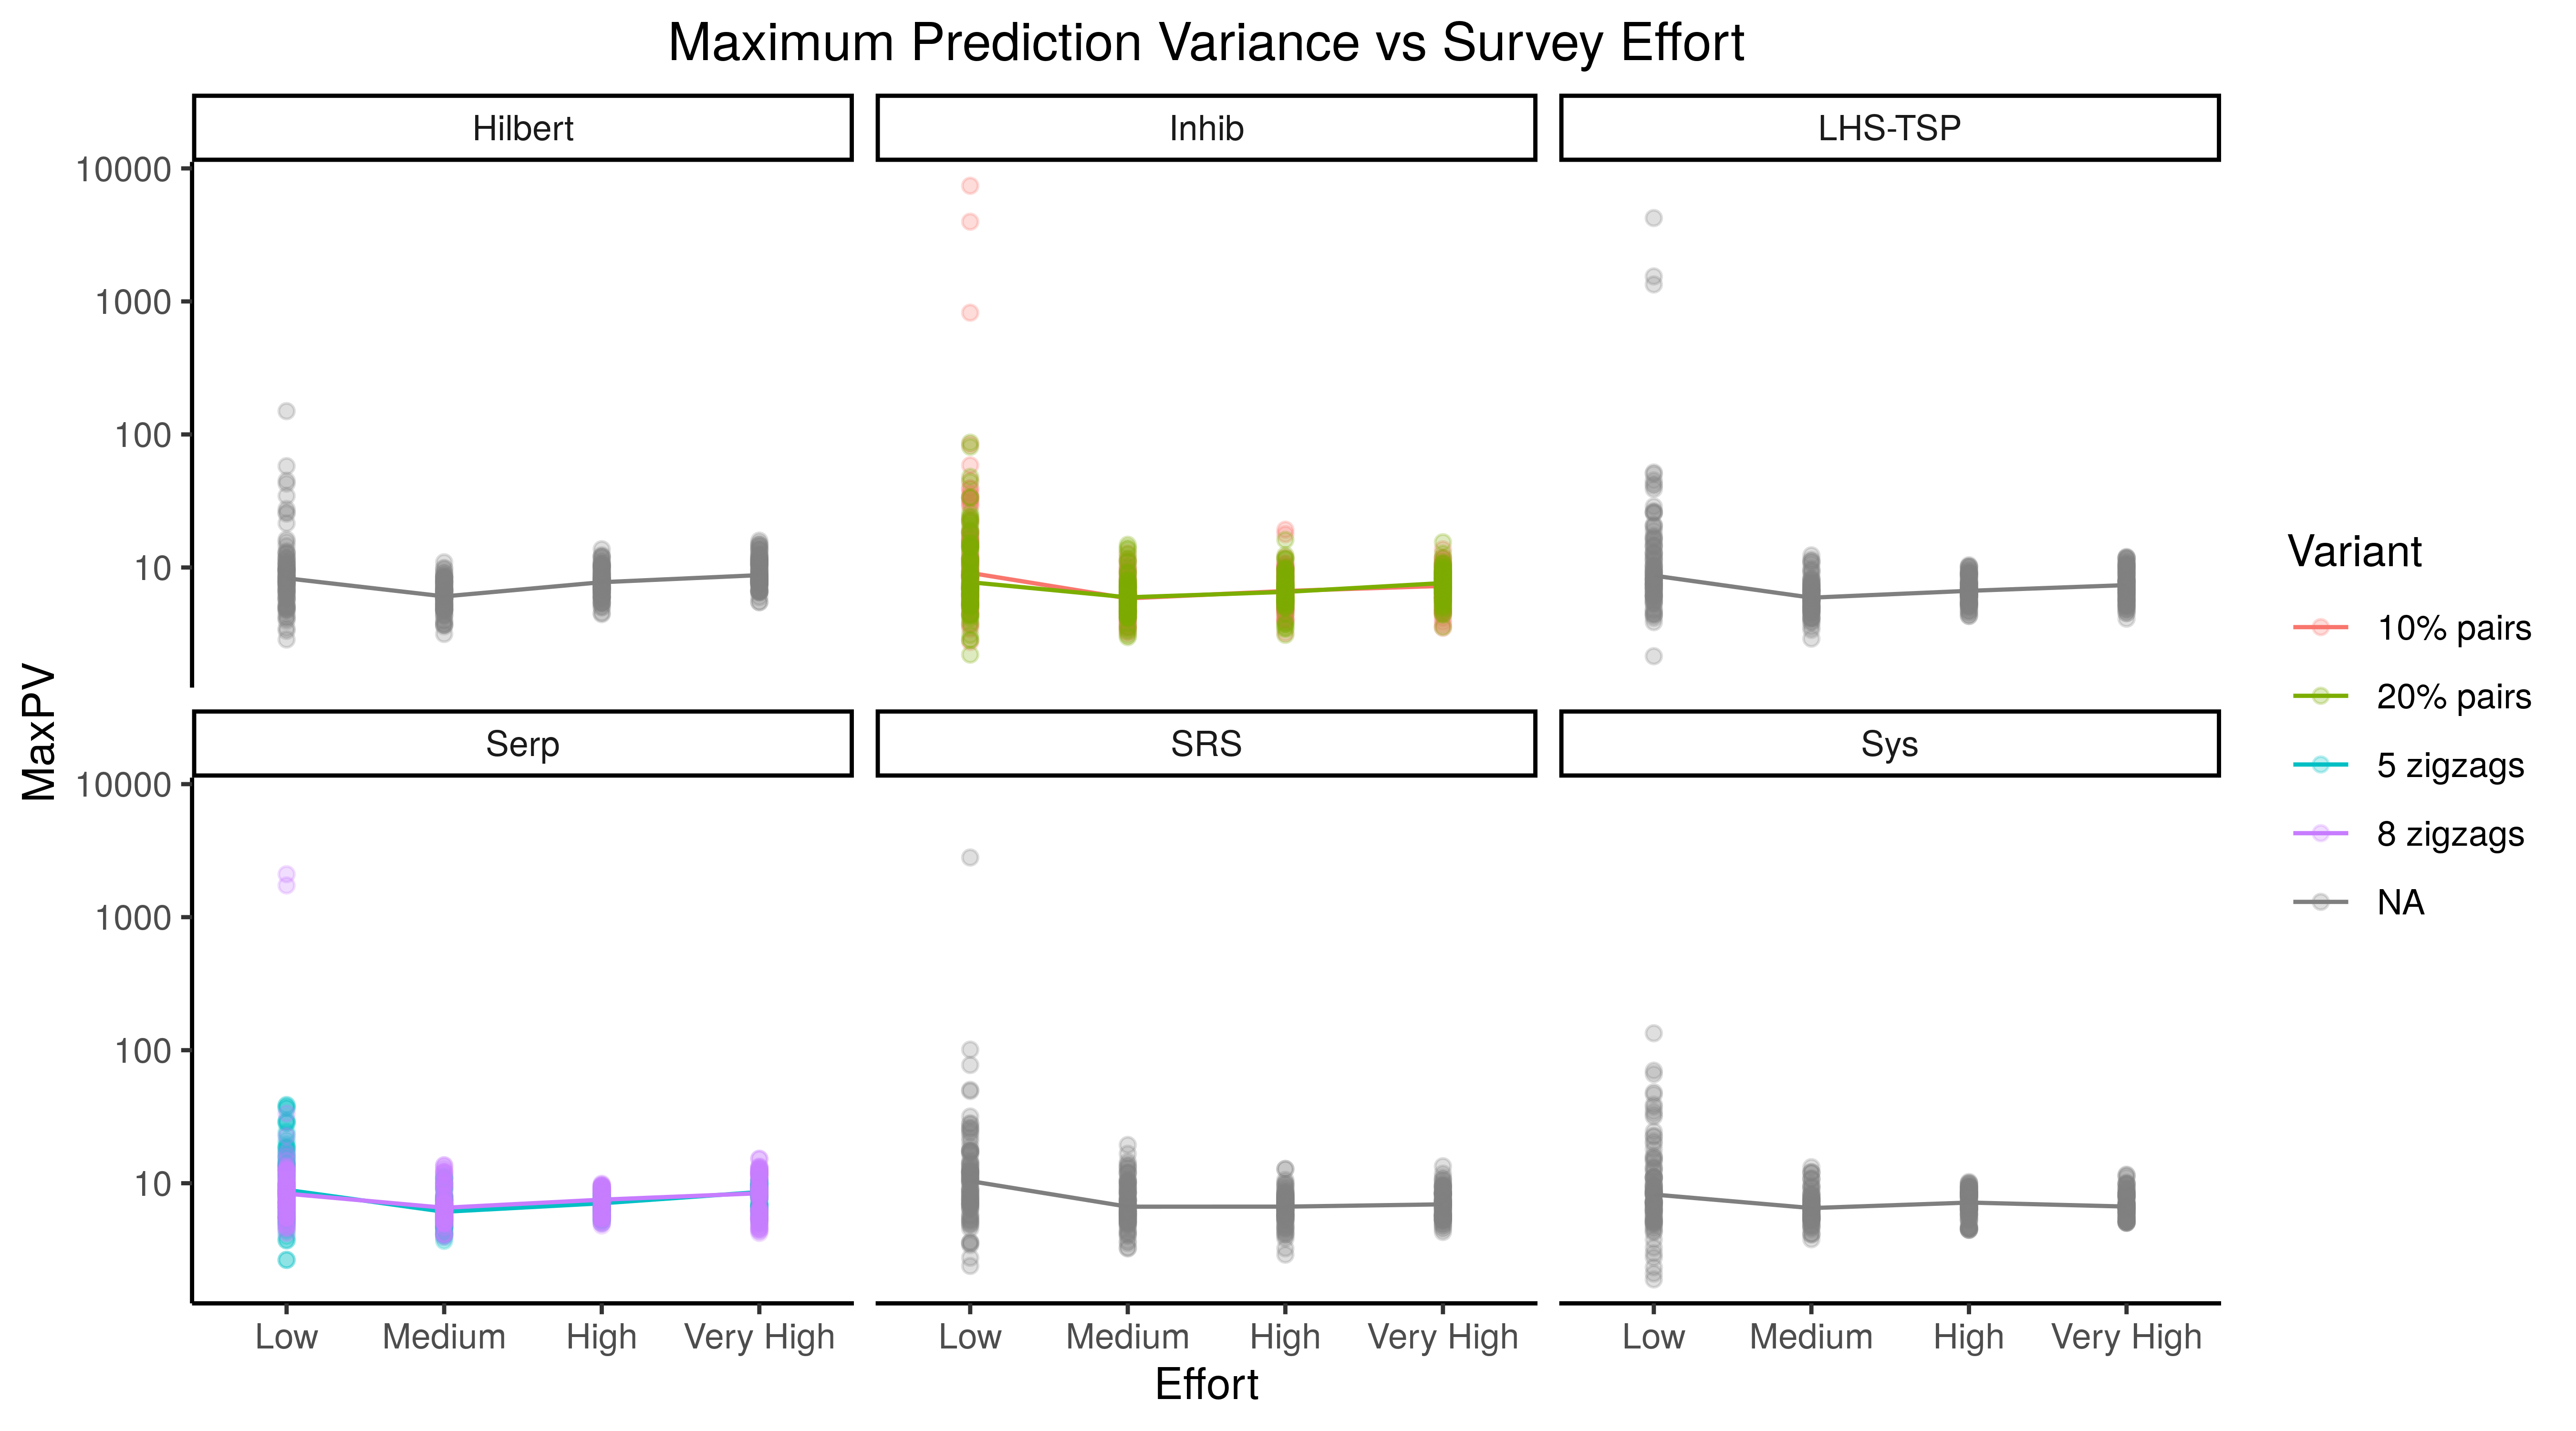 Maximum Prediction Variance vs Survey Effort
Hilbert
Inhib
LHS-TSP
10000
1000
100
10
Serp
SRS
Sys
10000
1000
100
10
MaxPV
Low Medium High Very High
Low Medium High Very High
Low Medium High Very High
Effort
Variant
10% pairs
20% pairs
5 zigzags
8 zigzags
NA